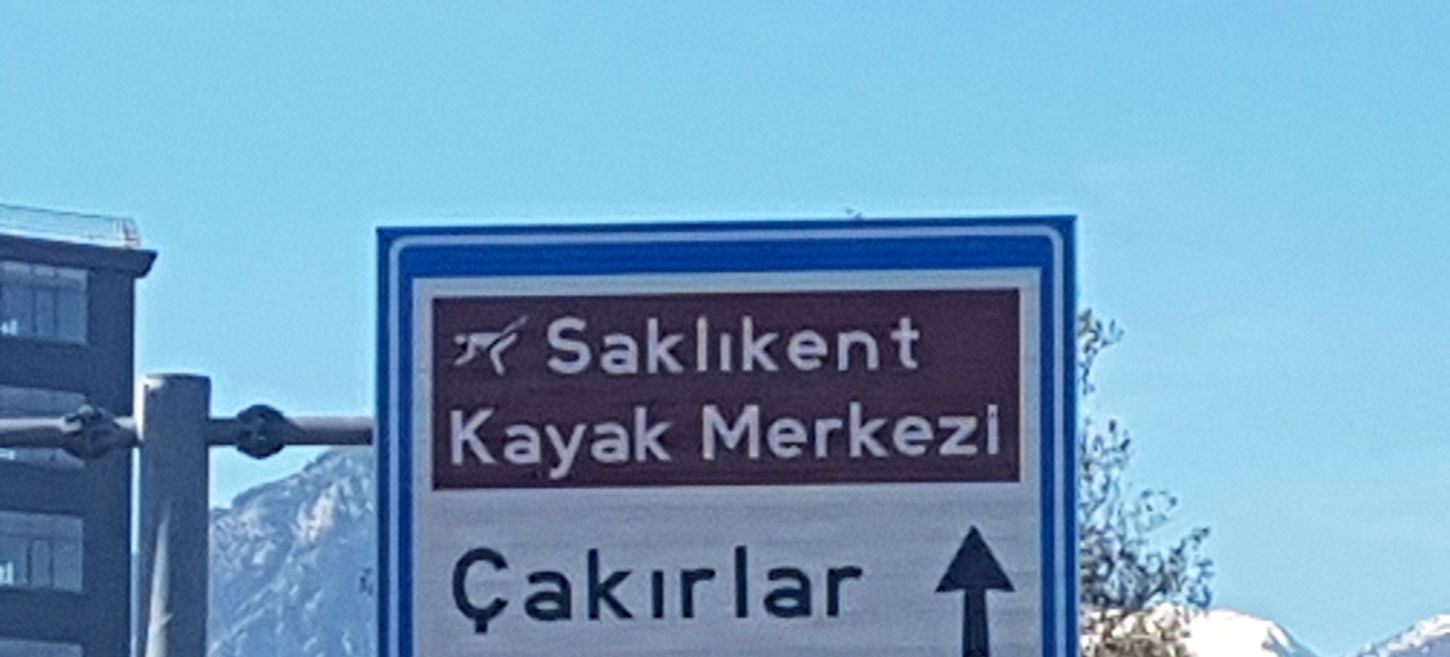 Saklıkent
Kayak Merkezi
Çakırlar